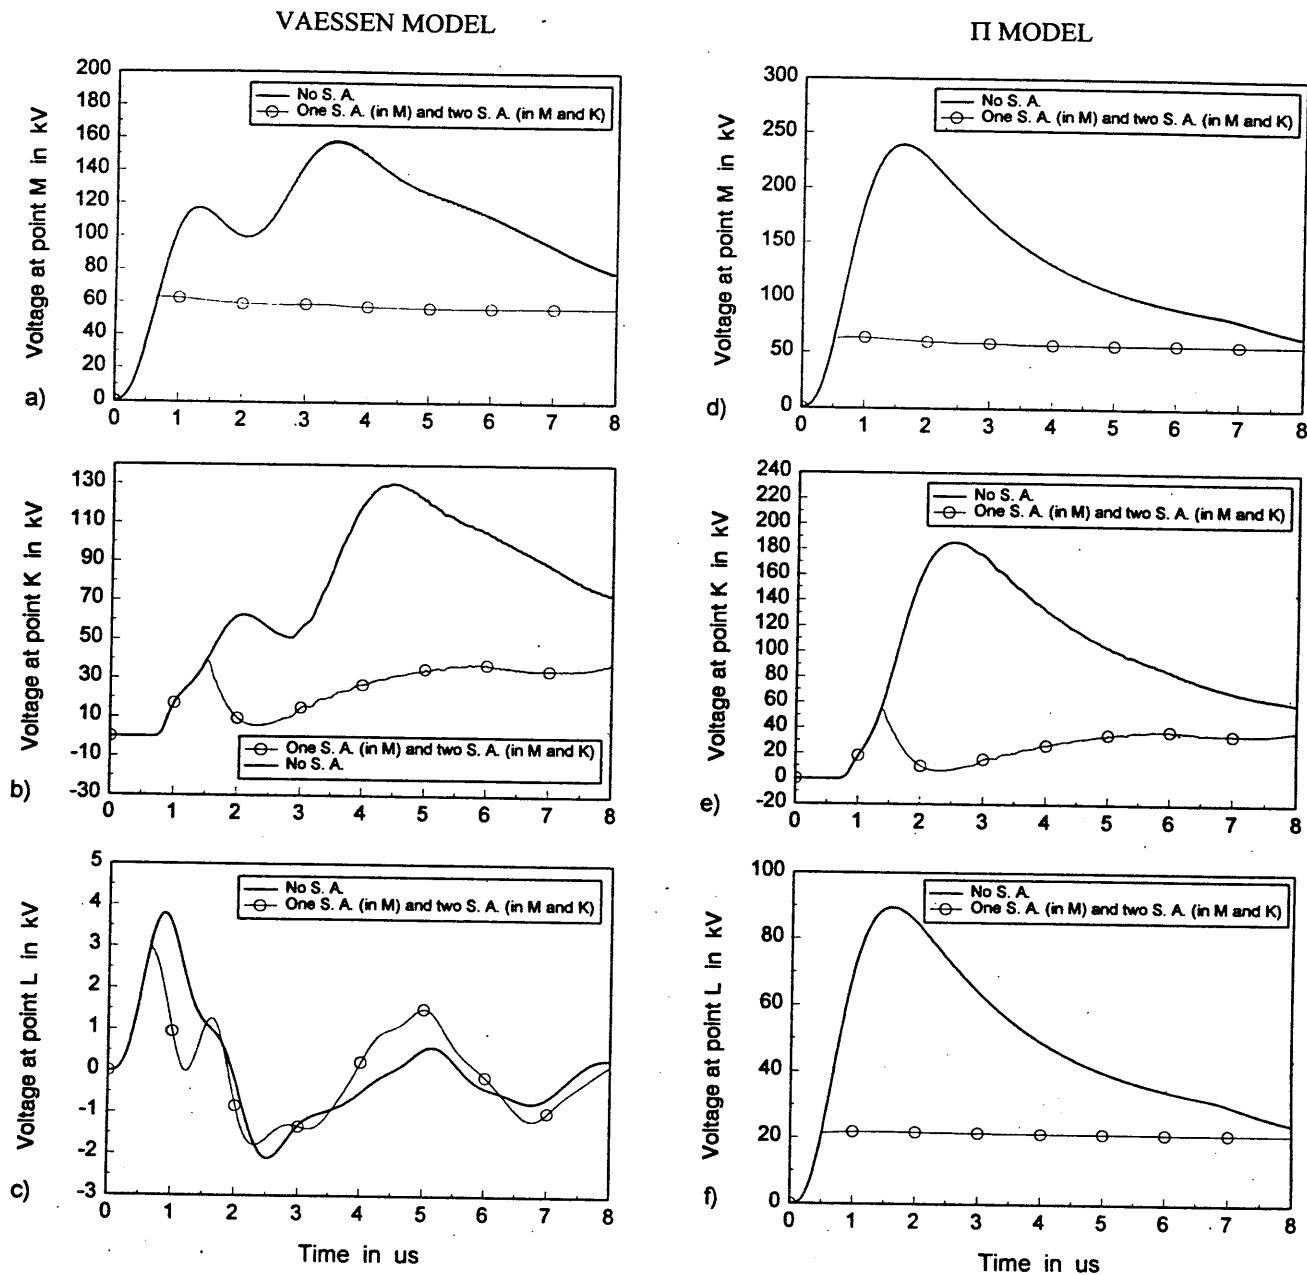 VAESSEN MODEL
Π MODEL
200
180
160
140
120
100
80
60
40
20
0
Voltage at point M in kV
No S. A.
One S. A. (in M) and two S. A. (in M and K)
a)
0 1 2 .3 4 5 6 7 8
300
250
200
150
100
50
0
Voltage at point M in kV
No S. A.
One S. A. (in M) and two S. A. (in M and K)
d)
0 1 2 3 4 5 6 7 8
130
110
90
70
50
30
10
-10
-30
Voltage at point K in kV
One S. A. (in M) and two S. A. (in M and K)
No S. A.
b)
0 1 2 3 4 5 6 7 8
240
220
200
180
160
140
120
100
80
60
40
20
0
-20
Voltage at point K in kV
No S. A.
One S. A. (in M) and two S. A. (in M and K)
e)
0 1 2 3 4 5 6 7 8
5
4
3
2
1
0
-1
-2
-3
Voltage at point L in kV
No S. A.
One S. A. (in M) and two S. A. (in M and K)
c)
0 1 2 3 4 5 6 7 8
Time in us
100
80
60
40
20
0
Voltage at point L in kV
No S. A.
One S. A. (in M) and two S. A. (in M and K)
f)
0 1 2 3 4 5 6 7 8
Time in us